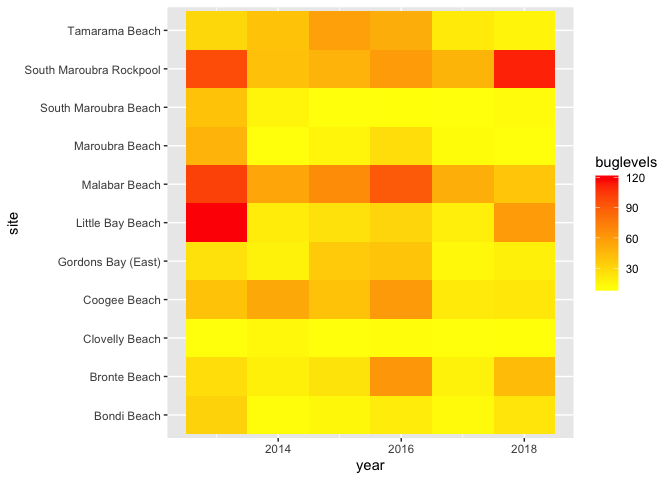 Tamarama Beach
South Maroubra Rockpool
South Maroubra Beach
Maroubra Beach
Malabar Beach
Little Bay Beach
Gordons Bay (East)
Coogee Beach
Clovelly Beach
Bronte Beach
Bondi Beach
site
2014
2016
2018
year
buglevels
120
90
60
30